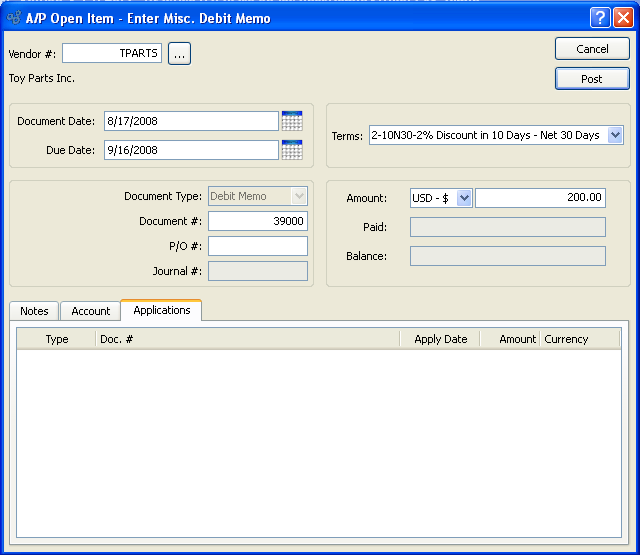 A/P Open Item - Enter Misc. Debit Memo
Vendor #: TPARTS ... Cancel
Toy Parts Inc. Post
Document Date: 8/17/2008
Due Date: 9/16/2008
Terms: 2-10N30-2% Discount in 10 Days - Net 30 Days
Document Type: Debit Memo
Document #: 39000
P/O #:
Journal #:
Amount: USD - $ 200.00
Paid:
Balance:
Notes Account Applications
Type Doc. # Apply Date Amount Currency